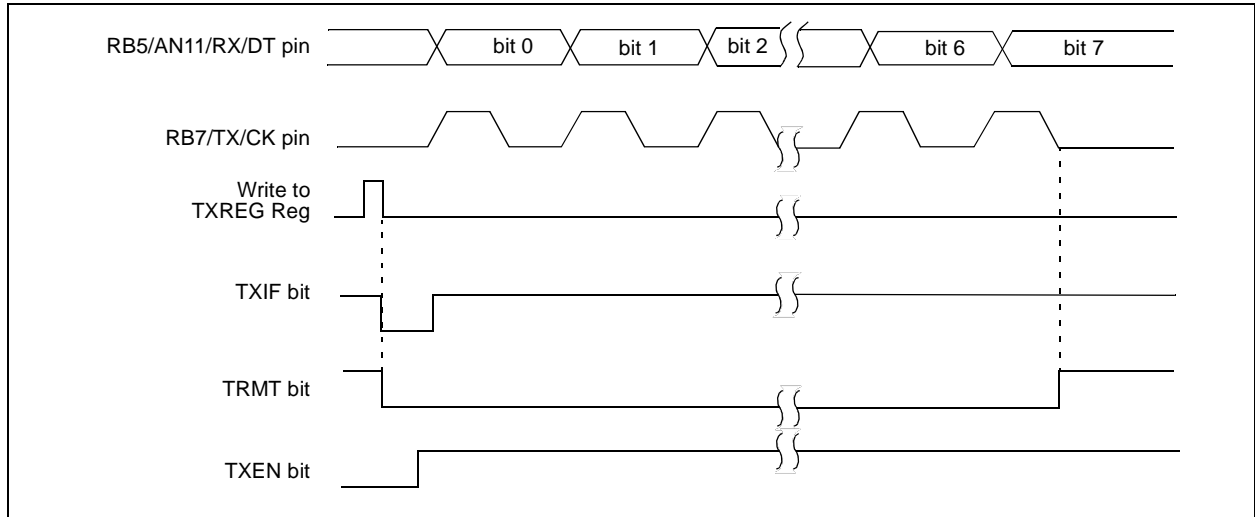 RB5/AN11/RX/DT pin
bit 0 bit 1 bit 2 bit 6 bit 7
RB7/TX/CK pin
Write to
TXREG Reg
TXIF bit
TRMT bit
TXEN bit